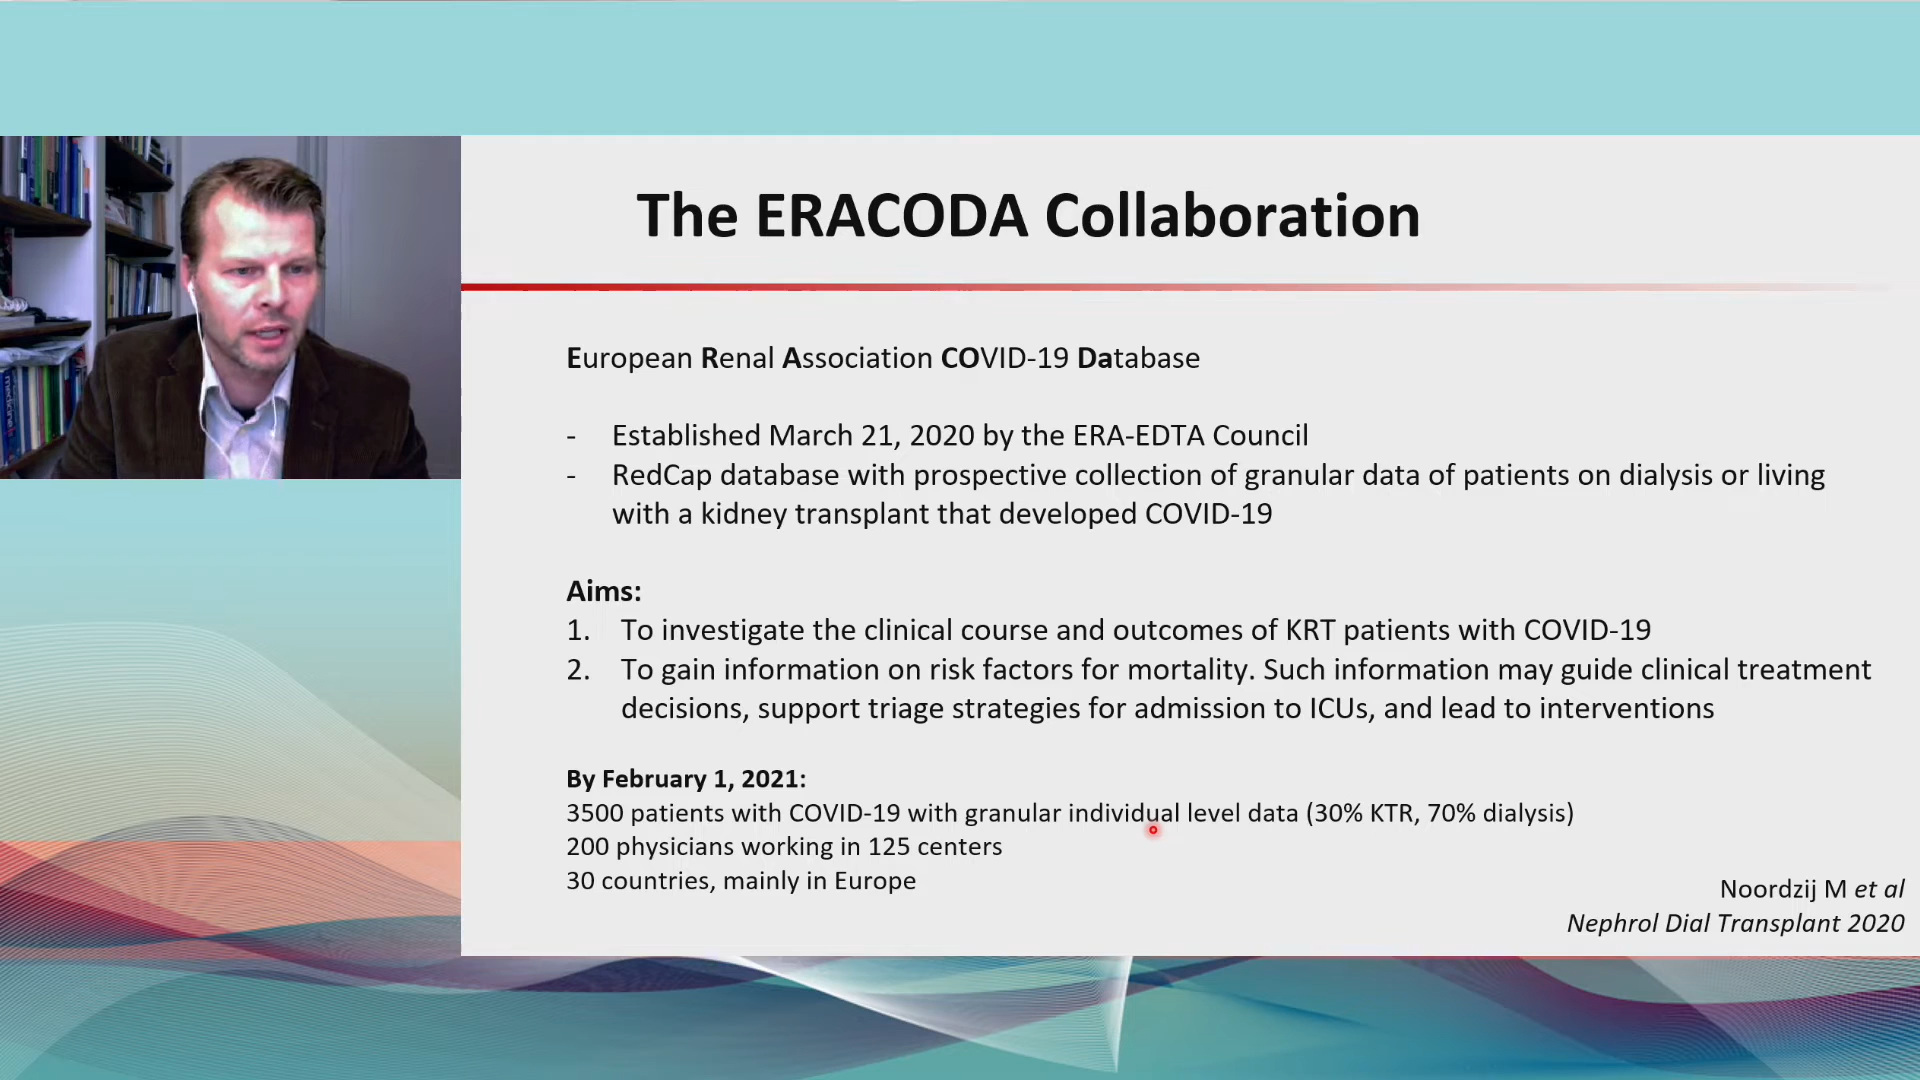 The ERACODA Collaboration
European Renal Association COVID-19 Database
- Established March 21, 2020 by the ERA-EDTA Council
- RedCap database with prospective collection of granular data of patients on dialysis or living
with a kidney transplant that developed COVID-19
Aims:
1. To investigate the clinical course and outcomes of KRT patients with COVID-19
2. To gain information on risk factors for mortality. Such information may guide clinical treatment
decisions, support triage strategies for admission to ICUs, and lead to interventions
By February 1, 2021:
3500 patients with COVID-19 with granular individual level data (30% KTR, 70% dialysis)
200 physicians working in 125 centers
30 countries, mainly in Europe
Noordzij M et al
Nephrol Dial Transplant 2020